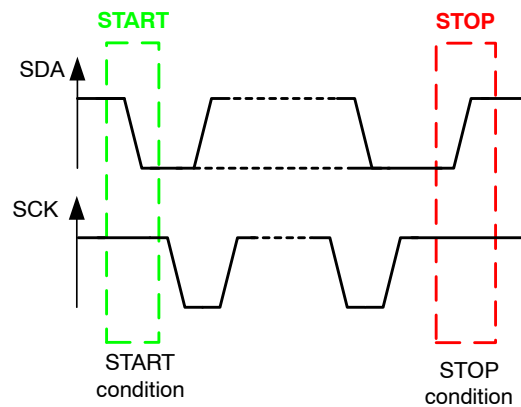 START
STOP
SDA
SCK
START
condition
STOP
condition